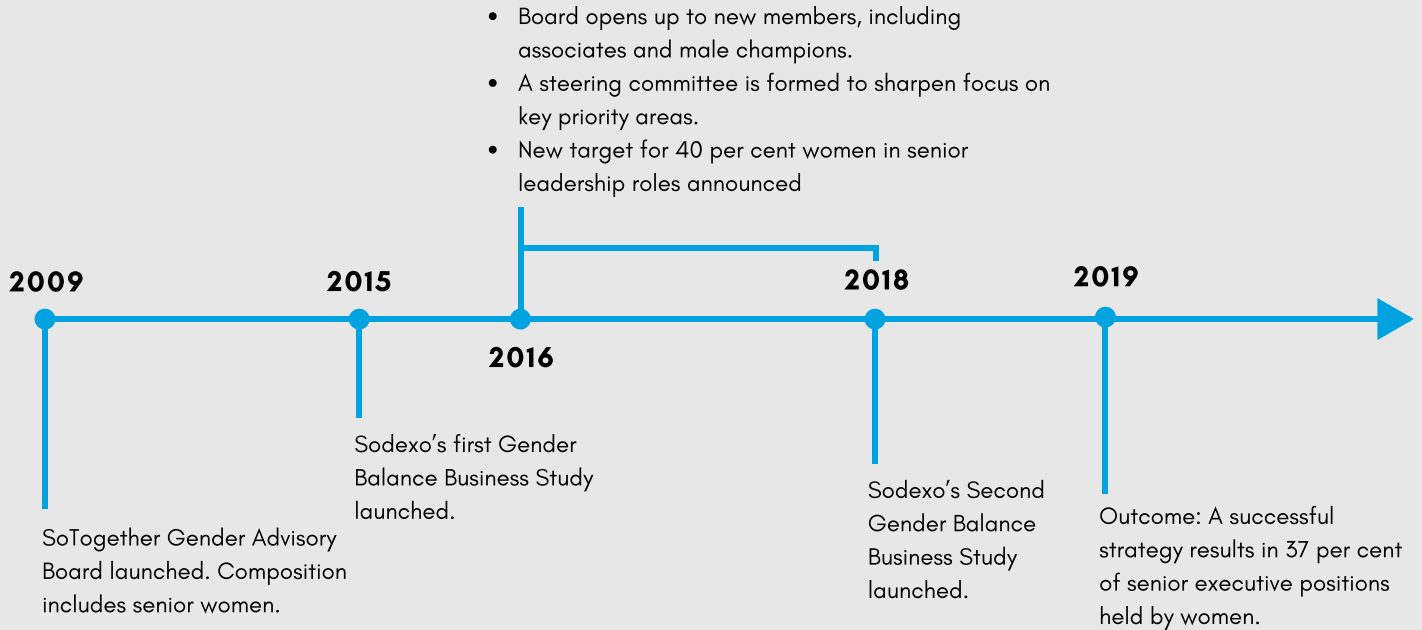 • Board opens up to new members, including
associates and male champions.
• A steering committee is formed to sharpen focus on
key priority areas.
• New target for 40 per cent women in senior
leadership roles announced
2009
2015
2016
2018
2019
Sodexo’s first Gender
Balance Business Study
launched.
SoTogether Gender Advisory
Board launched. Composition
includes senior women.
Sodexo’s Second
Gender Balance
Business Study
launched.
Outcome: A successful
strategy results in 37 per cent
of senior executive positions
held by women.